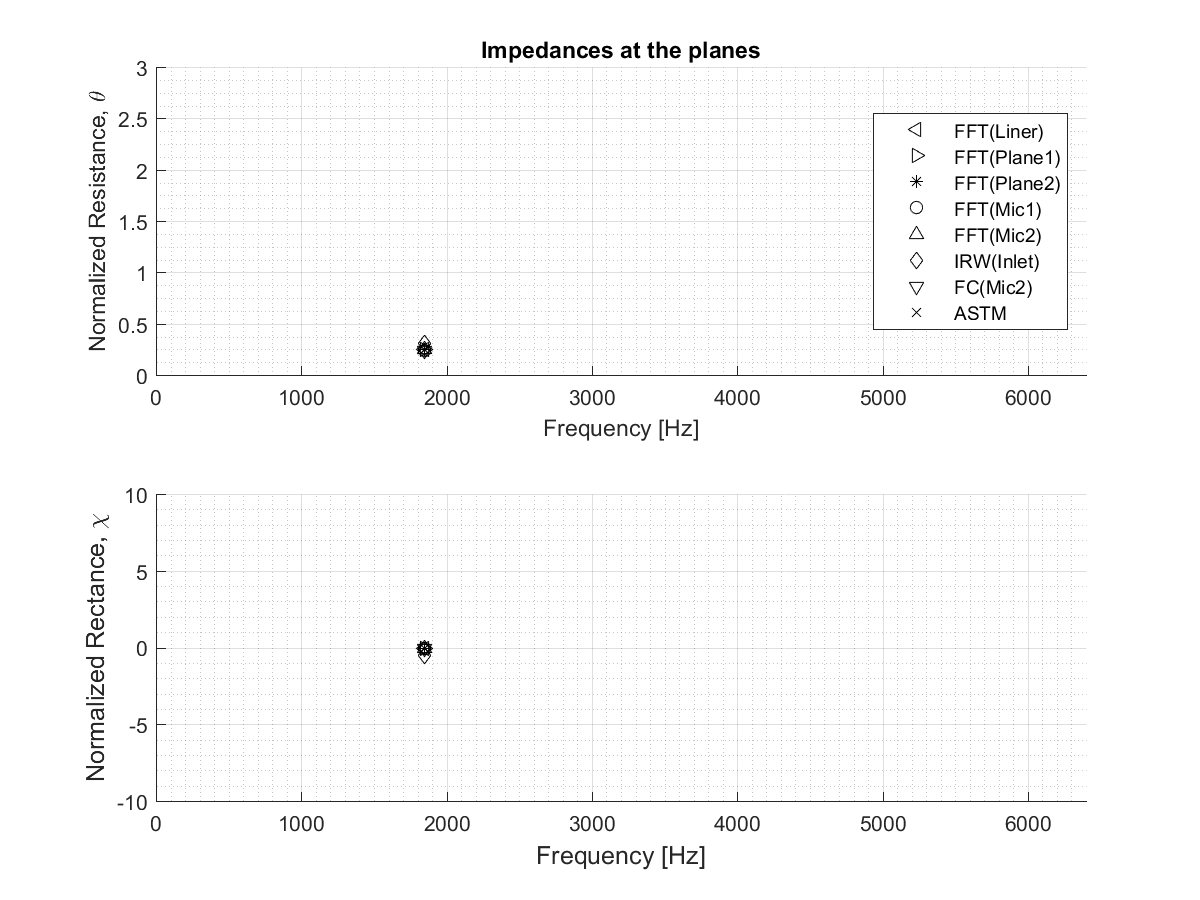 Impedances at the planes
Normalized Resistance, θ
3
2.5
2
1.5
1
0.5
0
FFT(Liner)
FFT(Plane1)
FFT(Plane2)
FFT(Mic1)
FFT(Mic2)
IRW(Inlet)
FC(Mic2)
ASTM
0 1000 2000 3000 4000 5000 6000
Frequency [Hz]
Normalized Rectance, χ
10
5
0
-5
-10
0 1000 2000 3000 4000 5000 6000
Frequency [Hz]